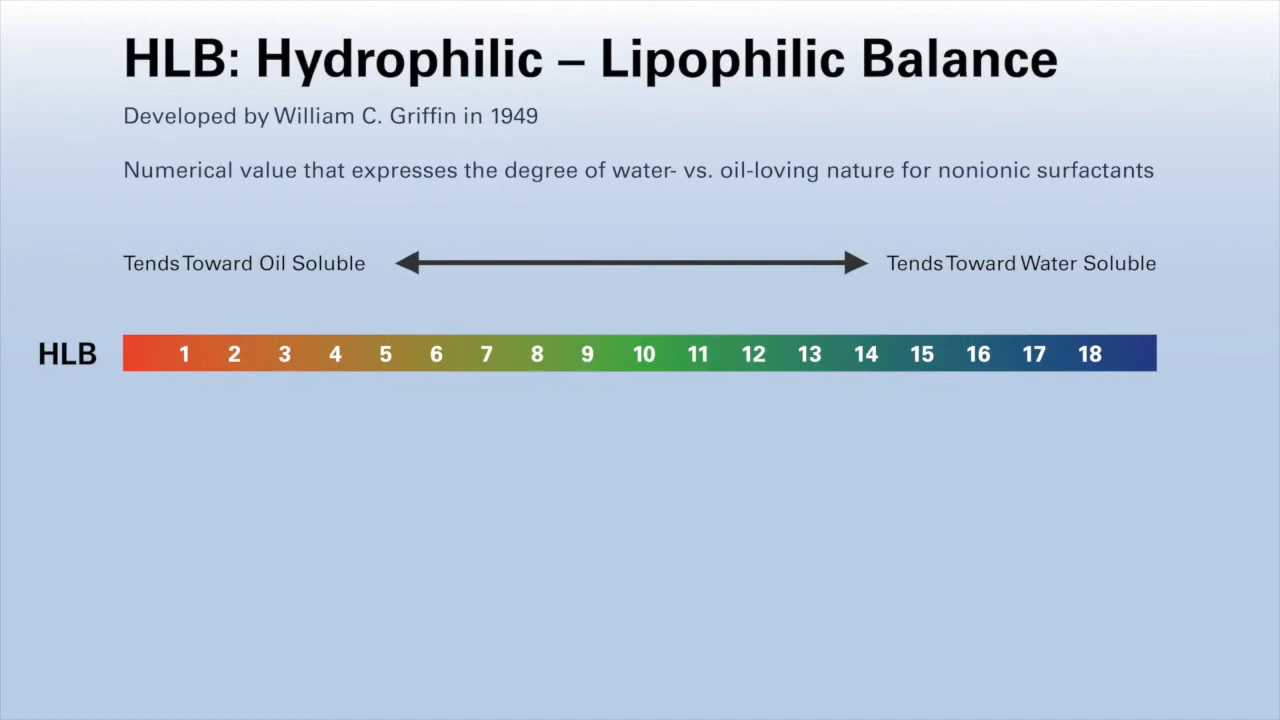 HLB: Hydrophilic – Lipophilic Balance
Developed by William C. Griffin in 1949
Numerical value that expresses the degree of water- vs. oil-loving nature for nonionic surfactants
Tends Toward Oil Soluble Tends Toward Water Soluble
HLB 1 2 3 4 5 6 7 8 9 10 11 12 13 14 15 16 17 18